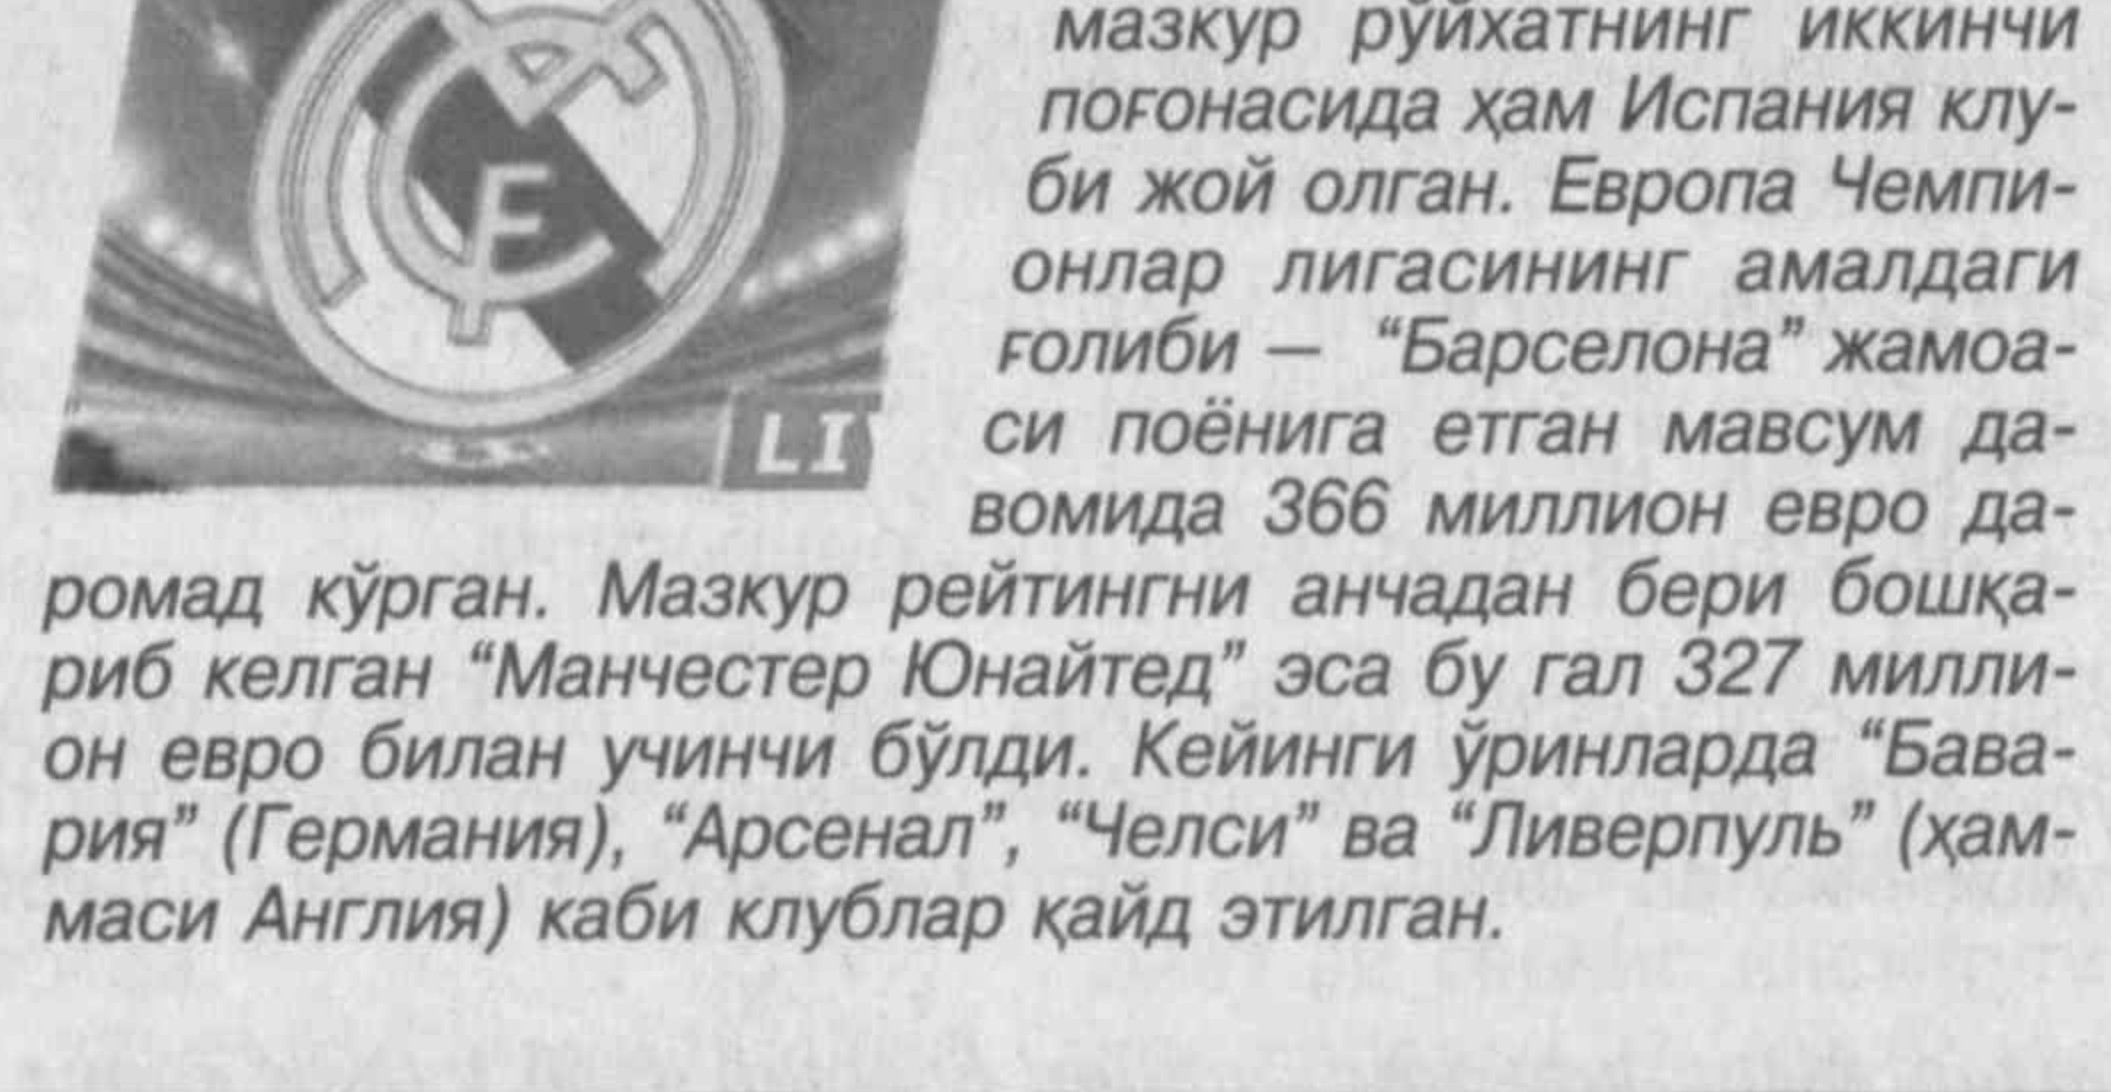 мазкур рўйхатнинг иккинчи
поғонасида ҳам Испания клу-
би жой олган. Европа Чемпи-
онлар лигасининг амалдаги
ғолиби — “Барселона” жамоа-
си поёнига етган мавсум да-
LI
вомида 366 миллион евро да-
ромад кўрган. Мазкур рейтингни анчадан бери бошқа-
риб келган “Манчестер Юнайтед” эса бу гал 327 милли-
он евро билан учинчи бўлди. Кейинги ўринларда “Бава-
рия” (Германия), “Арсенал”, “Челси” ва “Ливерпуль” (ҳам-
маси Англия) каби клублар қайд этилган.